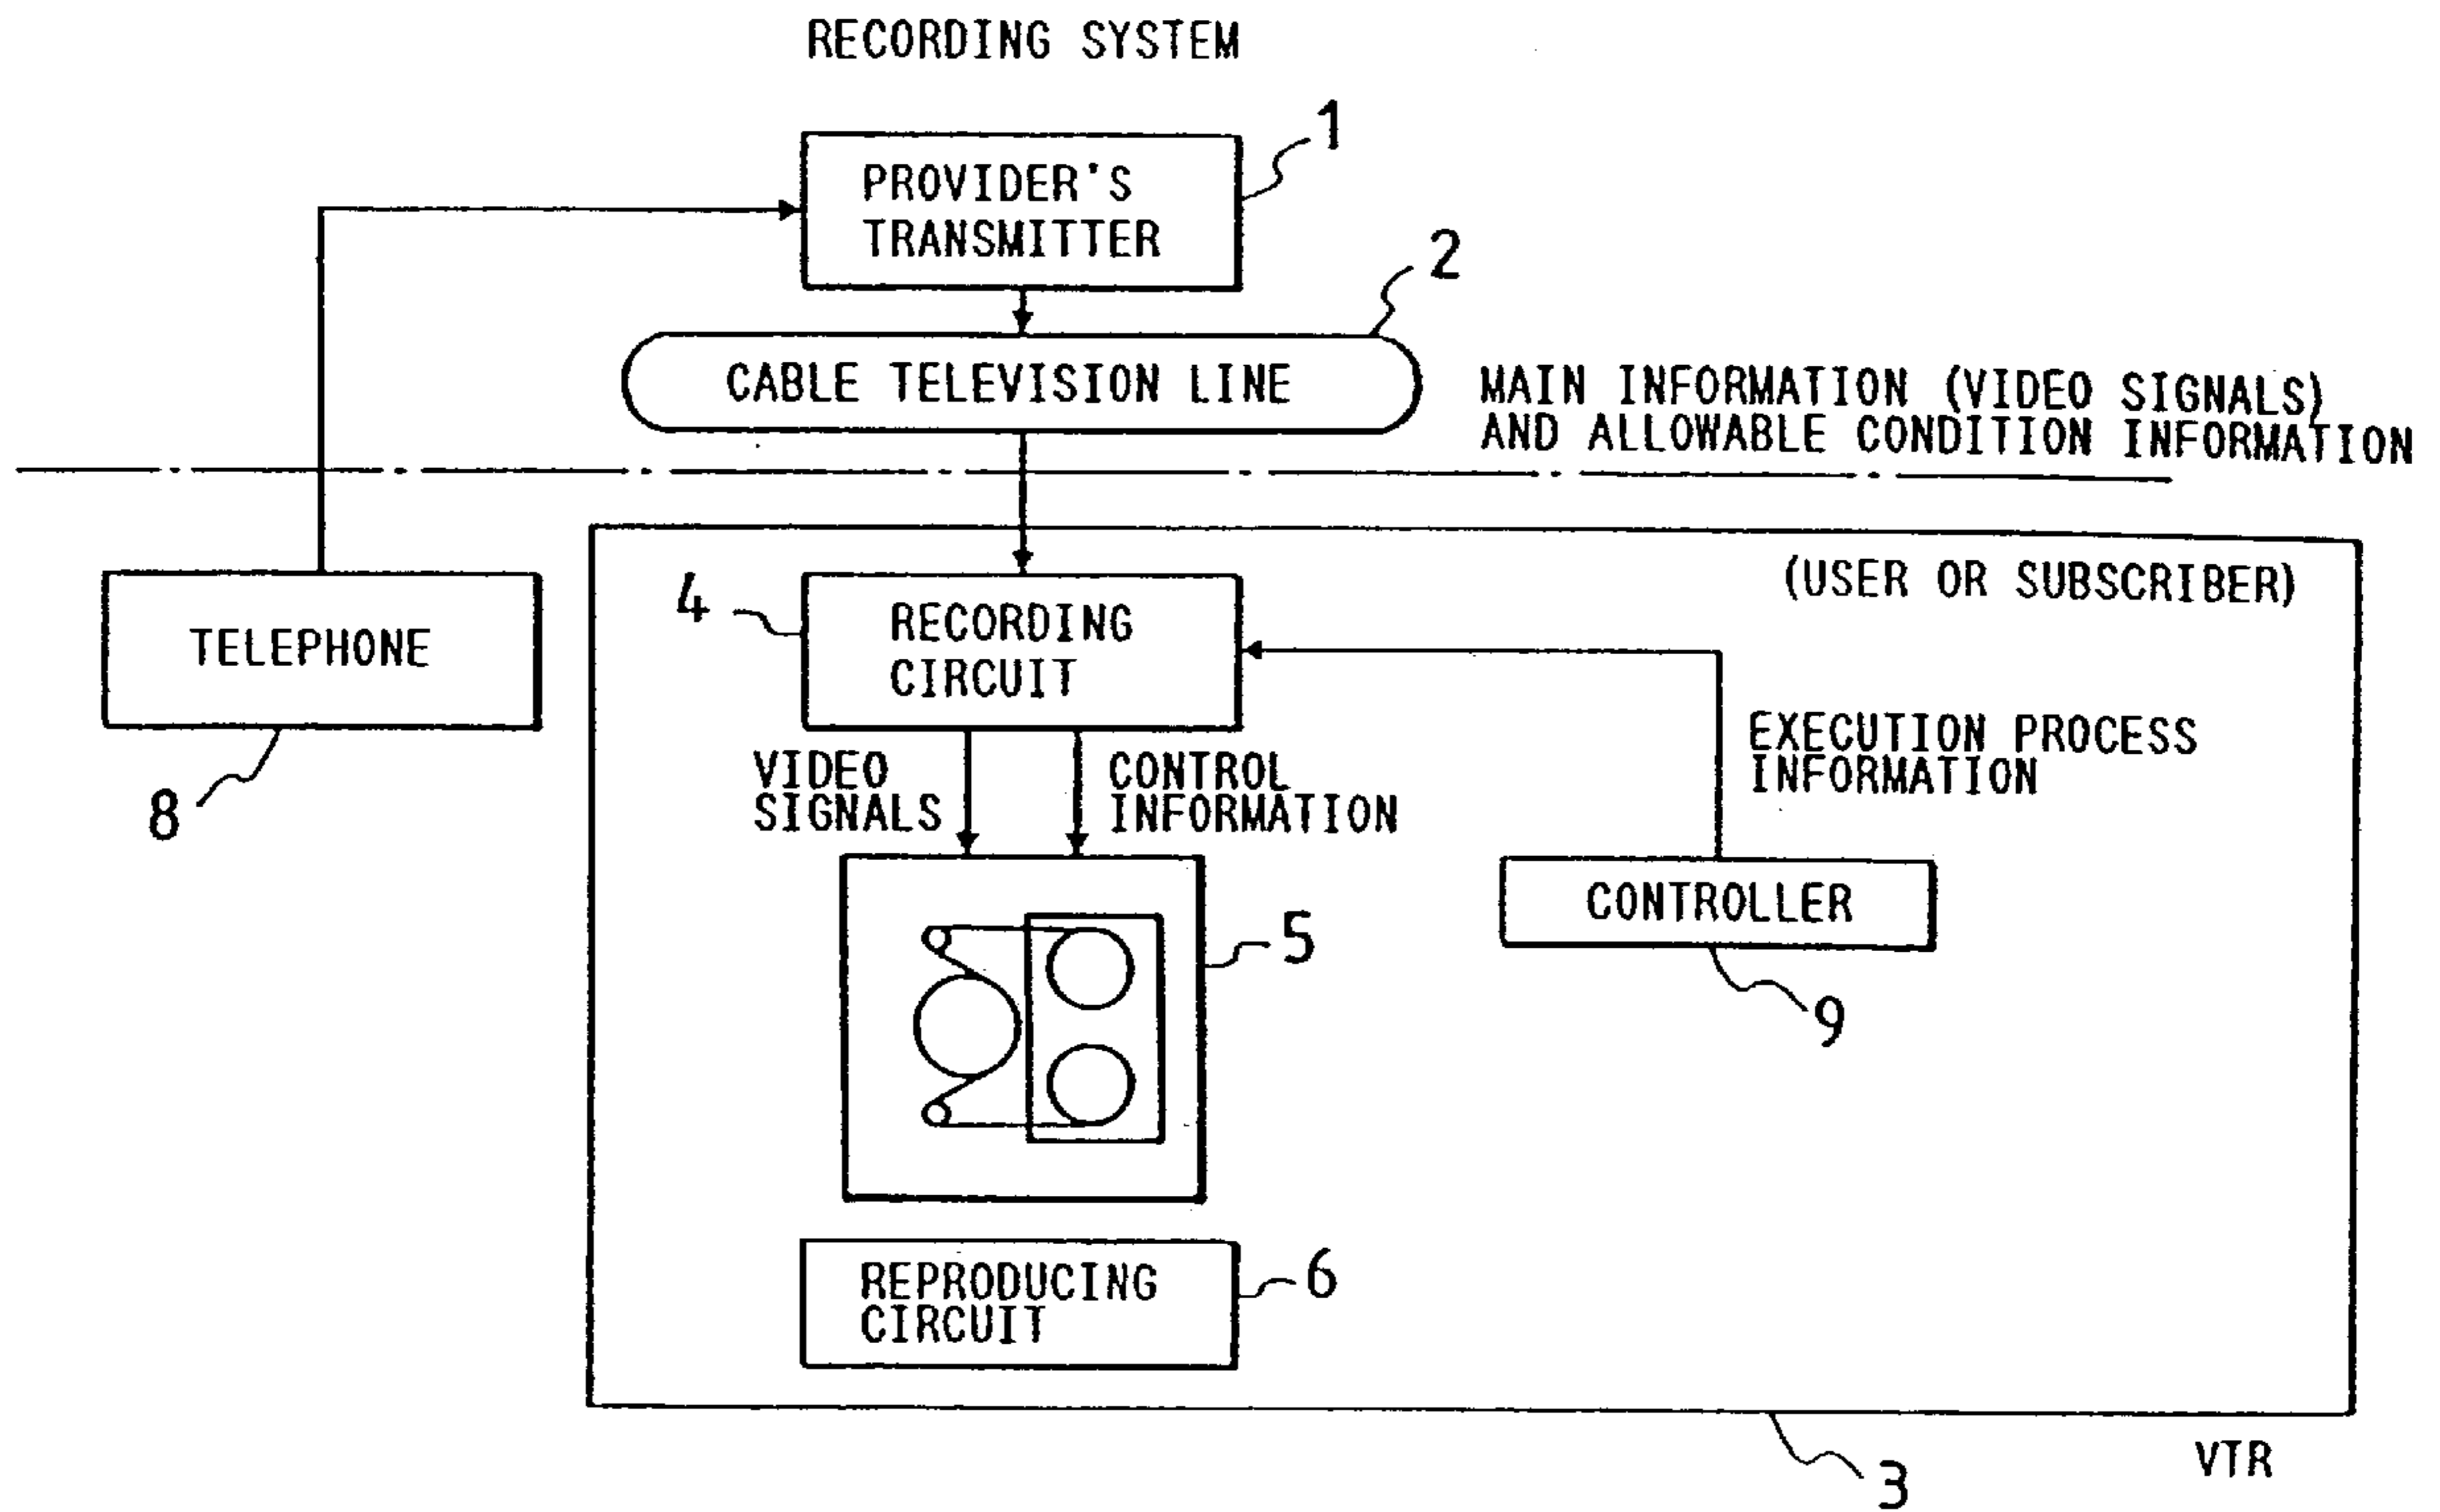 RECORDING SYSTEM
1
PROVIDER'S
TRANSMITTER
2
CABLE TELEVISION LINE
MAIN INFORMATION (VIDEO SIGNALS)
AND ALLOWABLE CONDITION INFORMATION
(USER OR SUBSCRIBER)
TELEPHONE
8
4
RECORDING
CIRCUIT
EXECUTION PROCESS
INFORMATION
VIDEO
SIGNALS
CONTROL
INFORMATION
CONTROLLER
9
5
REPRODUCING
CIRCUIT
6
3
VTR